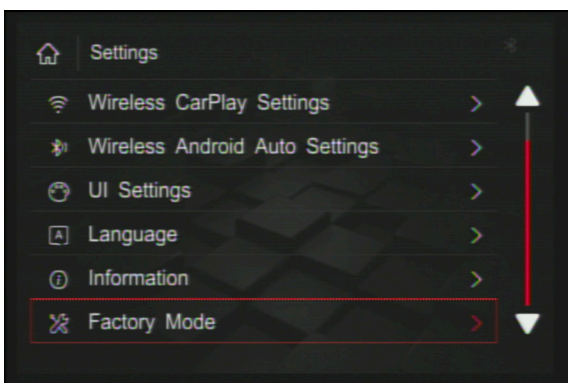 Settings
Wireless CarPlay Settings
Wireless Android Auto Settings
UI Settings
Language
Information
Factory Mode